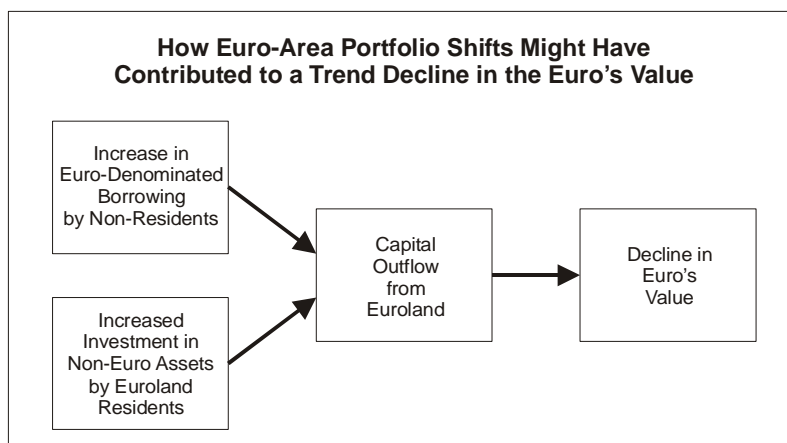 How Euro-Area Portfolio Shifts Might Have
Contributed to a Trend Decline in the Euro’s Value
Increase in
Euro-Denominated
Borrowing
by Non-Residents
Capital
Outflow
from
Euroland
Decline in
Euro’s
Value
Increased
Investment in
Non-Euro Assets
by Euroland
Residents